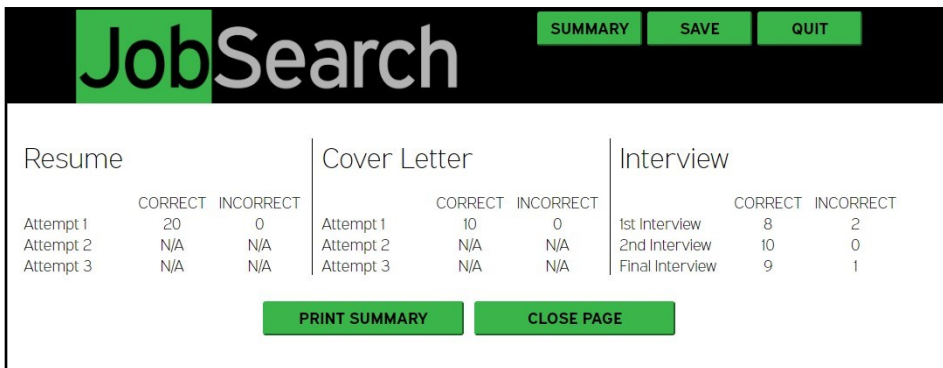 JobSearch
SUMMARY SAVE QUIT
Resume
CORRECT INCORRECT
Attempt 1 20 0
Attempt 2 N/A N/A
Attempt 3 N/A N/A
Cover Letter
CORRECT INCORRECT
Attempt 1 10 0
Attempt 2 N/A N/A
Attempt 3 N/A N/A
Interview
CORRECT INCORRECT
1st Interview 8 2
2nd Interview 10 0
Final Interview 9 1
PRINT SUMMARY CLOSE PAGE